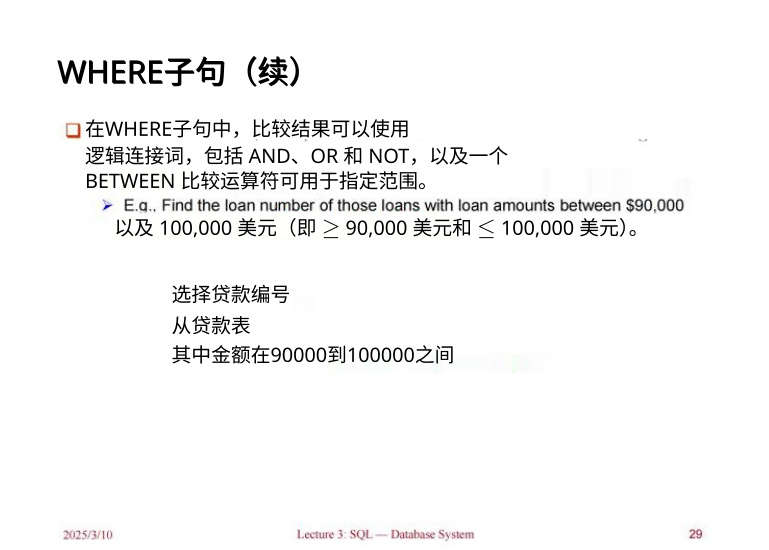 WHERE子句（续）
在WHERE子句中，比较结果可以使用
逻辑连接词，包括 AND、OR 和 NOT，以及一个
BETWEEN 比较运算符可用于指定范围。
E.g., Find the loan number of those loans with loan amounts between $90,000
以及 100,000 美元（即 ≥ 90,000 美元和 ≤ 100,000 美元）。
选择贷款编号
从贷款表
其中金额在90000到100000之间
2025/3/10 Lecture 3: SQL — Database System 29